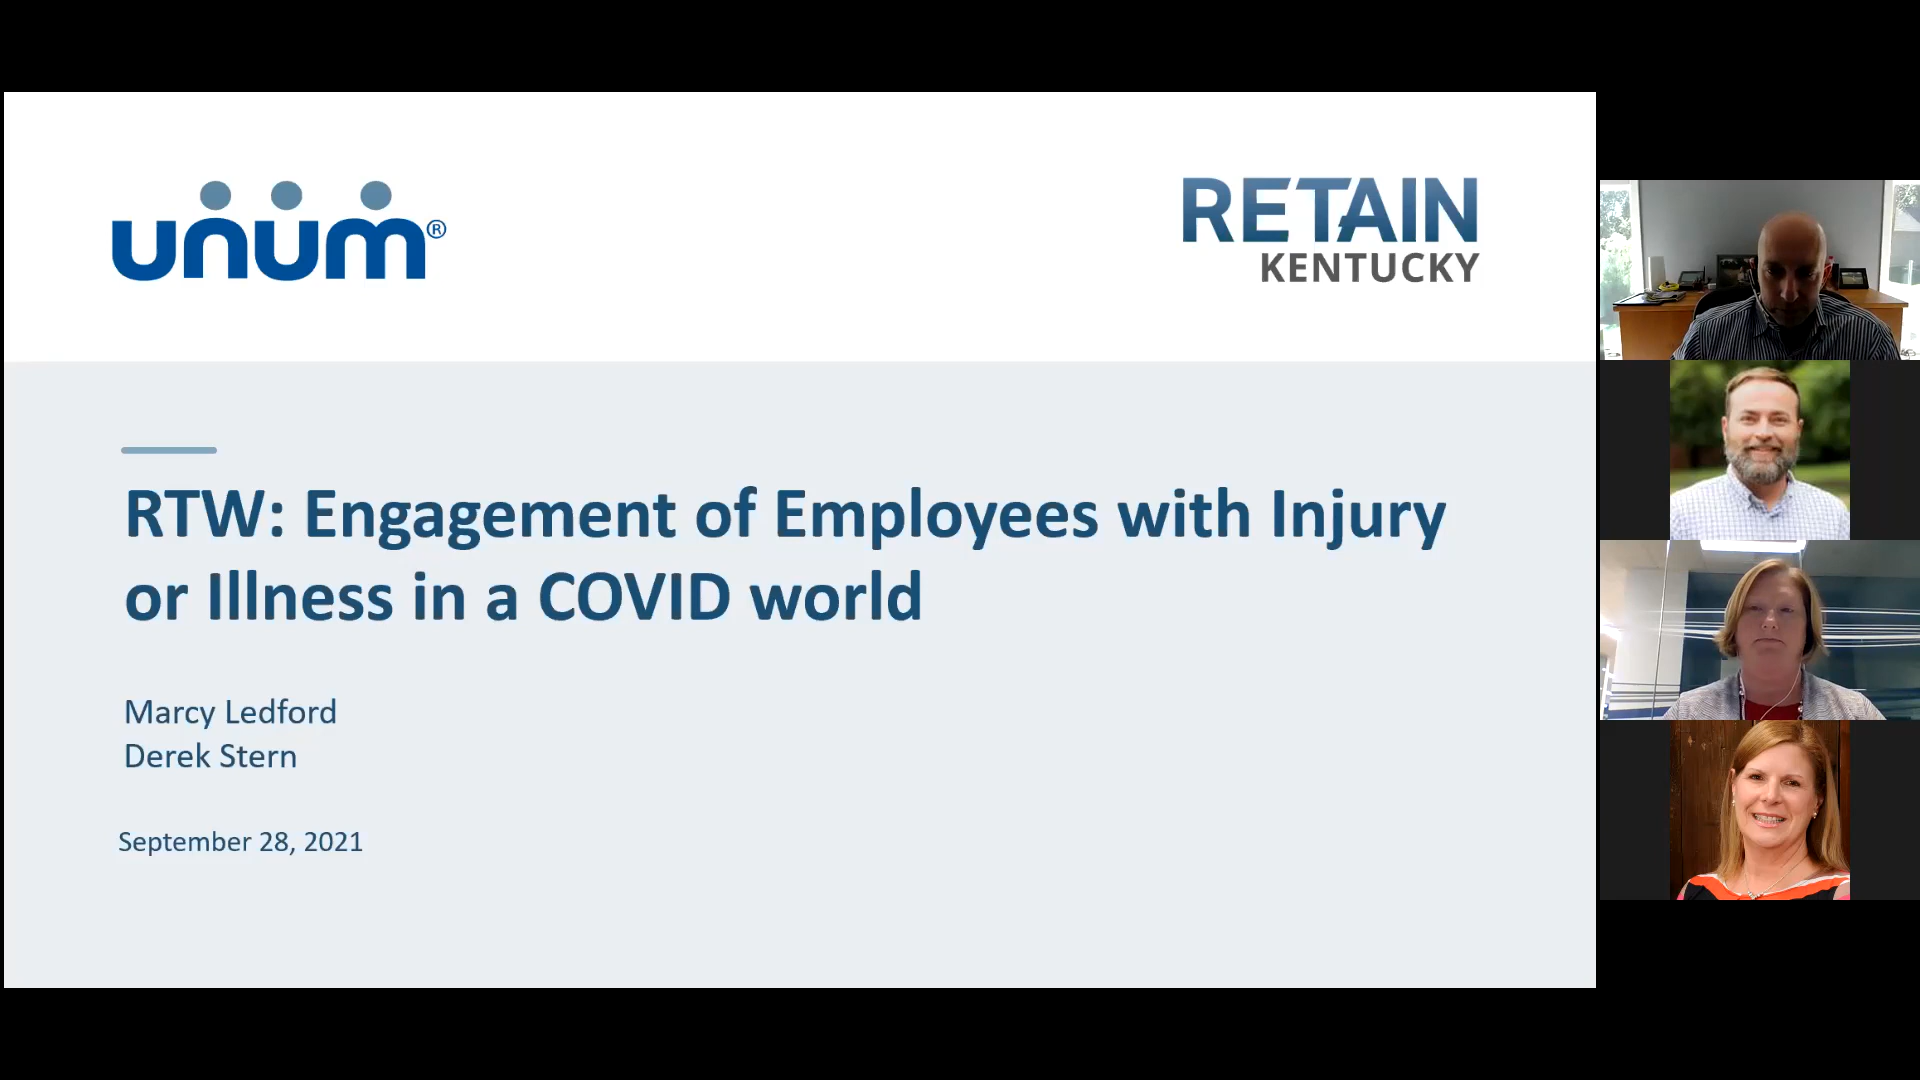 unum®
RETAIN
KENTUCKY
RTW: Engagement of Employees with Injury
or Illness in a COVID world
Marcy Ledford
Derek Stern
September 28, 2021